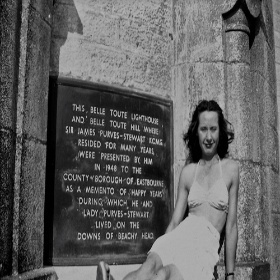 THIS, BELLE TOUTE LIGHTHOUSE
AND BELLE TOUTE HILL WHERE
SIR JAMES PURVES-STEWART K.C.M.G.
RESIDED FOR MANY YEARS,
WERE PRESENTED BY HIM
IN 1948 TO THE
COUNTY BOROUGH OF EASTBOURNE
AS A MEMENTO OF HAPPY YEARS
DURING WHICH HE AND
LADY PURVES-STEWART
LIVED ON THE
DOWNS OF BEACHY HEAD.